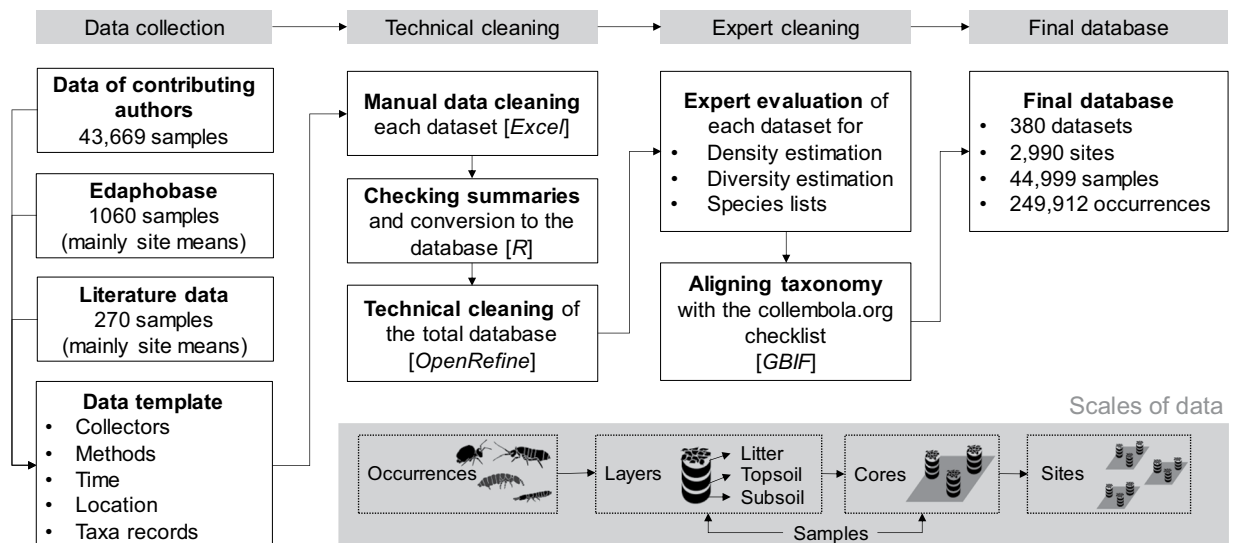 Data collection
Technical cleaning
Expert cleaning
Final database
Data of contributing
authors
43,669 samples
Edaphobase
1060 samples
(mainly site means)
Literature data
270 samples
(mainly site means)
Data template
• Collectors
• Methods
• Time
• Location
• Taxa records
Manual data cleaning
each dataset [Excel]
Checking summaries
and conversion to the
database [R]
Technical cleaning of
the total database
[OpenRefine]
Expert evaluation of
each dataset for
• Density estimation
• Diversity estimation
• Species lists
Aligning taxonomy
with the collembola.org
checklist
[GBIF]
Final database
• 380 datasets
• 2,990 sites
• 44,999 samples
• 249,912 occurrences
Scales of data
Occurrences
Layers
Litter
Topsoil
Subsoil
Cores
Sites
Samples